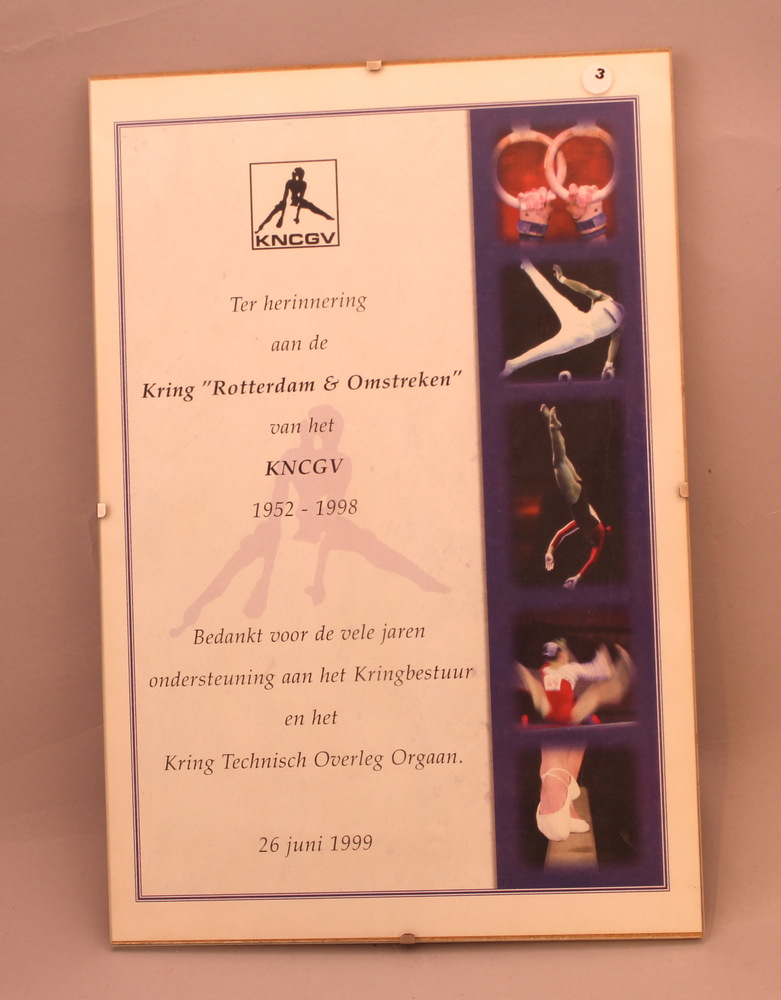 3
KNCGV
Ter herinnering
aan de
Kring "Rotterdam & Omstreken"
van het
KNCGV
1952 - 1998
Bedankt voor de vele jaren
ondersteuning aan het Kringbestuur
en het
Kring Technisch Overleg Orgaan.
26 juni 1999